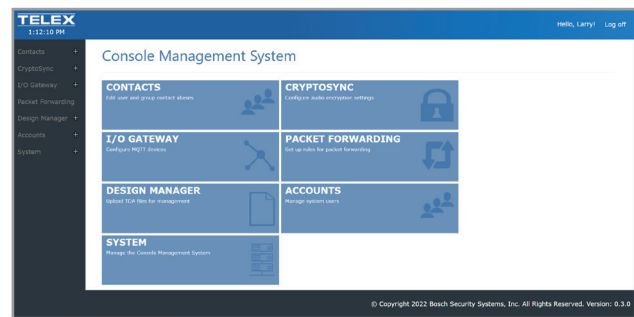 TELEX
1:12:10 PM
Hello, Larry! Log off
Contacts +
CryptoSync +
I/O Gateway +
Packet Forwarding
Design Manager +
Accounts +
System +
Console Management System
CONTACTS
Edit user and group contact aliases
CRYPTOSYNC
Configure audio encryption settings
I/O GATEWAY
Configure MQTT devices
PACKET FORWARDING
Set up rules for packet forwarding
DESIGN MANAGER
Upload TDA files for management
ACCOUNTS
Manage system users
SYSTEM
Manage the Console Management System
© Copyright 2022 Bosch Security Systems, Inc. All Rights Reserved. Version: 0.3.0